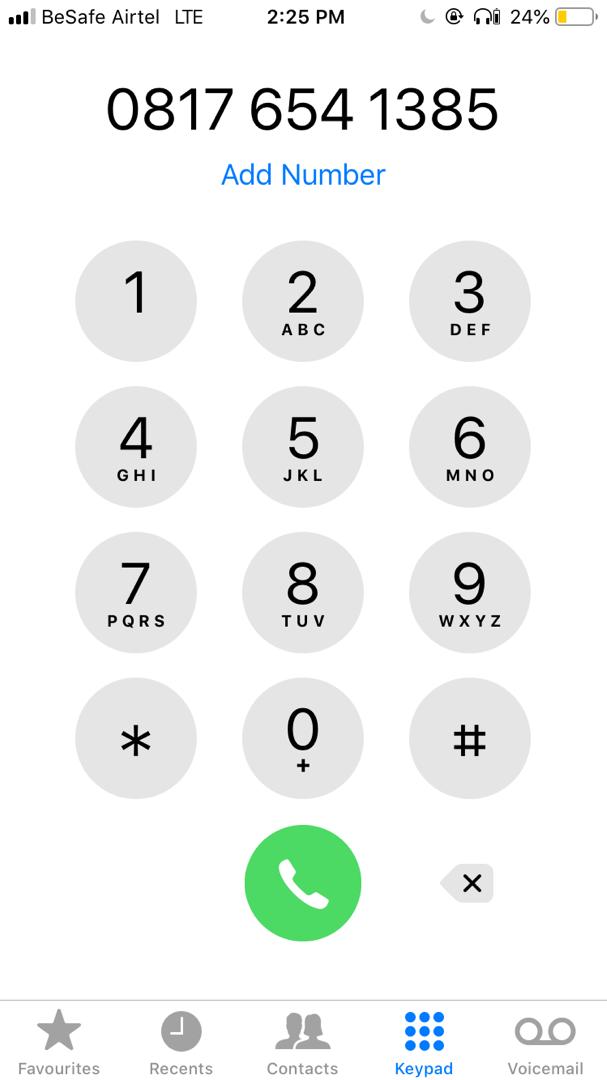 BeSafe Airtel LTE 2:25 PM 24%
0817 654 1385
Add Number
1 2 3
ABC DEF
4 5 6
GHI JKL MNO
7 8 9
PQRS TUV WXYZ
* 0 #
+
Favourites Recents Contacts Keypad Voicemail